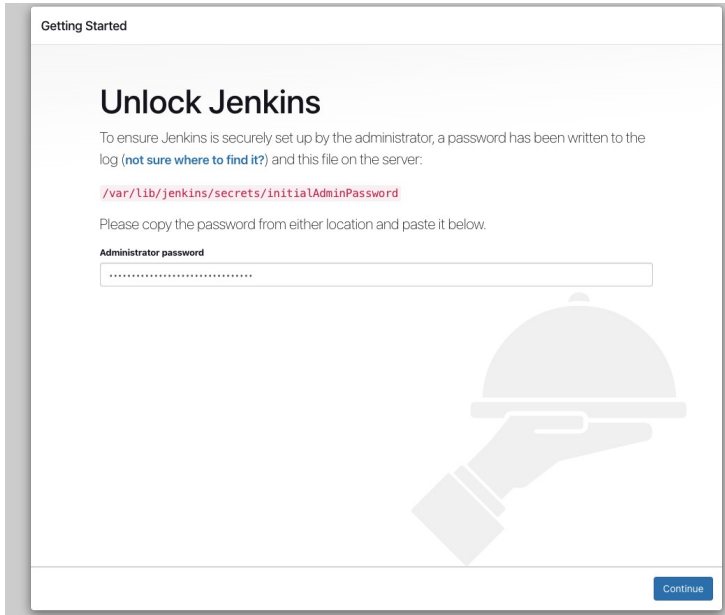 Getting Started
Unlock Jenkins
To ensure Jenkins is securely set up by the administrator, a password has been written to the
log (not sure where to find it?) and this file on the server:
/var/lib/jenkins/secrets/initialAdminPassword
Please copy the password from either location and paste it below.
Administrator password
................................
Continue